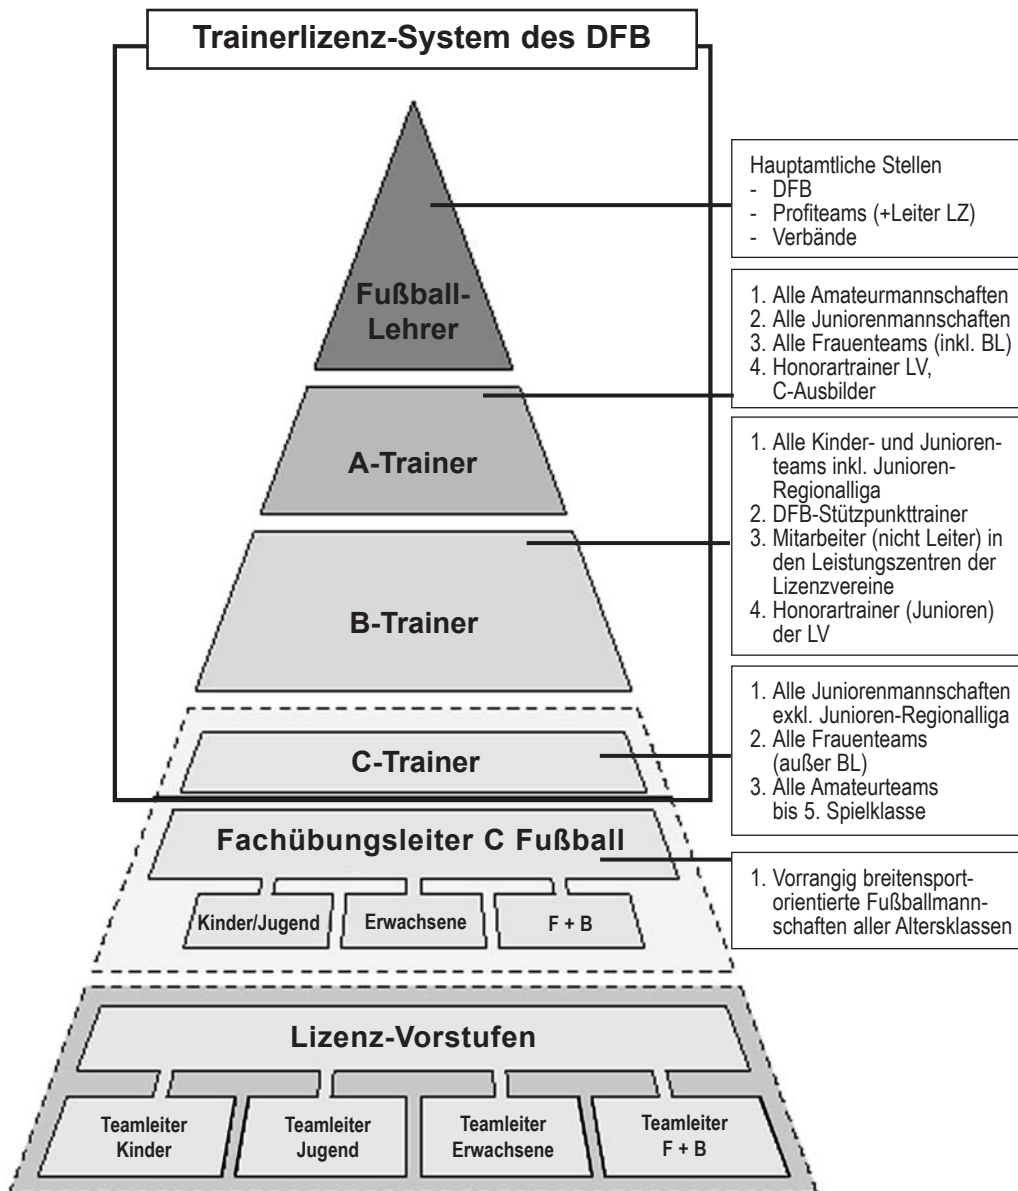 Trainerlizenz-System des DFB
Fußball-
Lehrer
Hauptamtliche Stellen
- DFB
- Profiteams (+Leiter LZ)
- Verbände
A-Trainer
1. Alle Amateurmannschaften
2. Alle Juniorenmannschaften
3. Alle Frauenteams (inkl. BL)
4. Honorartrainer LV,
C-Ausbilder
B-Trainer
1. Alle Kinder- und Junioren-
teams inkl. Junioren-
Regionalliga
2. DFB-Stützpunkttrainer
3. Mitarbeiter (nicht Leiter) in
den Leistungszentren der
Lizenzvereine
4. Honorartrainer (Junioren)
der LV
C-Trainer
1. Alle Juniorenmannschaften
exkl. Junioren-Regionalliga
2. Alle Frauenteams
(außer BL)
3. Alle Amateurteams
bis 5. Spielklasse
Fachübungsleiter C Fußball
Kinder/Jugend
Erwachsene
F + B
1. Vorrangig breitensport-
orientierte Fußballmann-
schaften aller Altersklassen
Lizenz-Vorstufen
Teamleiter
Kinder
Teamleiter
Jugend
Teamleiter
Erwachsene
Teamleiter
F + B